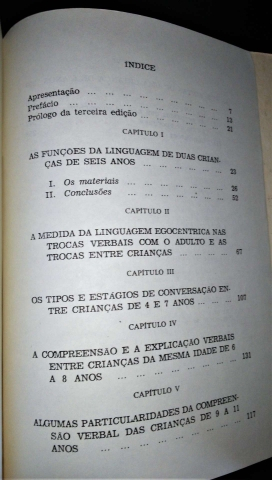 ÍNDICE
Apresentação ... ... ... ... ... ... ... ... ... 7
Prefácio ... ... ... ... ... ... ... ... ... 13
Prólogo da terceira edição ... ... ... ... ... ... 21
CAPÍTULO I
AS FUNÇÕES DA LINGUAGEM DE DUAS CRIAN-
ÇAS DE SEIS ANOS ... ... ... ... ... ... 23
I. Os materiais ... ... ... ... ... ... ... 26
II. Conclusões ... ... ... ... ... ... ... 52
CAPÍTULO II
A MEDIDA DA LINGUAGEM EGOCÊNTRICA NAS
TROCAS VERBAIS COM O ADULTO E AS
TROCAS ENTRE CRIANÇAS ... ... ... ... 67
CAPÍTULO III
OS TIPOS E ESTÁGIOS DE CONVERSAÇÃO EN-
TRE CRIANÇAS DE 4 E 7 ANOS ... ... ... 107
CAPÍTULO IV
A COMPREENSÃO E A EXPLICAÇÃO VERBAIS
ENTRE CRIANÇAS DA MESMA IDADE DE 6
A 8 ANOS ... ... ... ... ... ... ... 131
CAPÍTULO V
ALGUMAS PARTICULARIDADES DA COMPREEN-
SÃO VERBAL DAS CRIANÇAS DE 9 A 11
ANOS ... ... ... ... ... ... ... 117